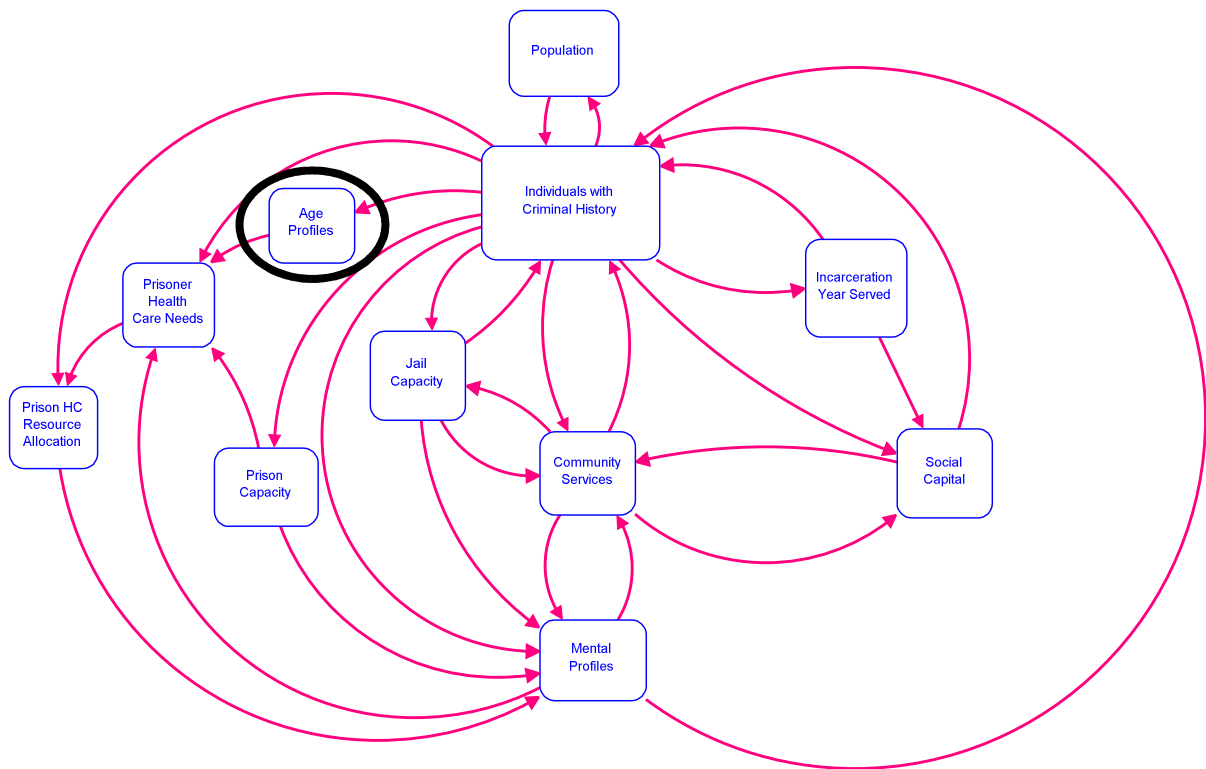 Population
Individuals with
Criminal History
Age
Profiles
Prisoner
Health
Care Needs
Incarceration
Year Served
Jail
Capacity
Prison HC
Resource
Allocation
Prison
Capacity
Community
Services
Social
Capital
Mental
Profiles